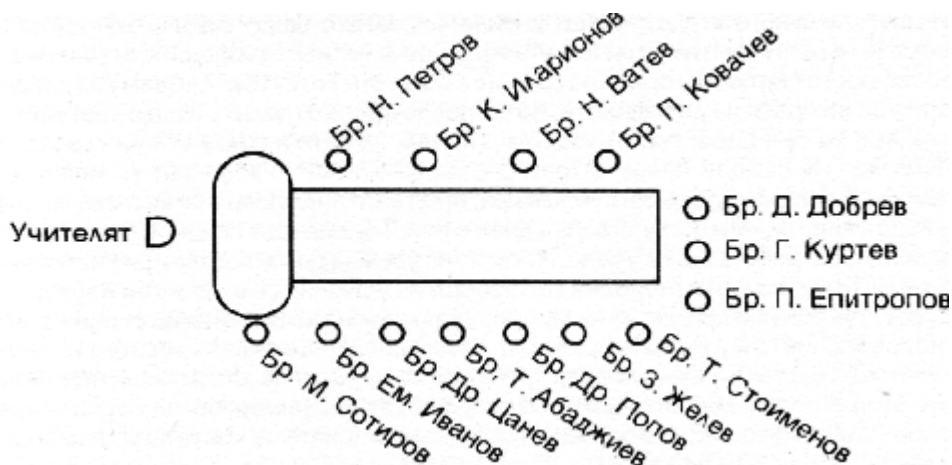 Бр. Н. Петров
Бр. К. Иларионов
Бр. Н. Ватев
Бр. П. Ковачев
Учителят
Бр. Д. Добрев
Бр. Г. Куртев
Бр. П. Епитропов
Бр. М. Сотиров
Бр. Ем. Иванов
Бр. Др. Цанев
Бр. Т. Абаджиев
Бр. Др. Попов
Бр. З. Желев
Бр. Т. Стоименов